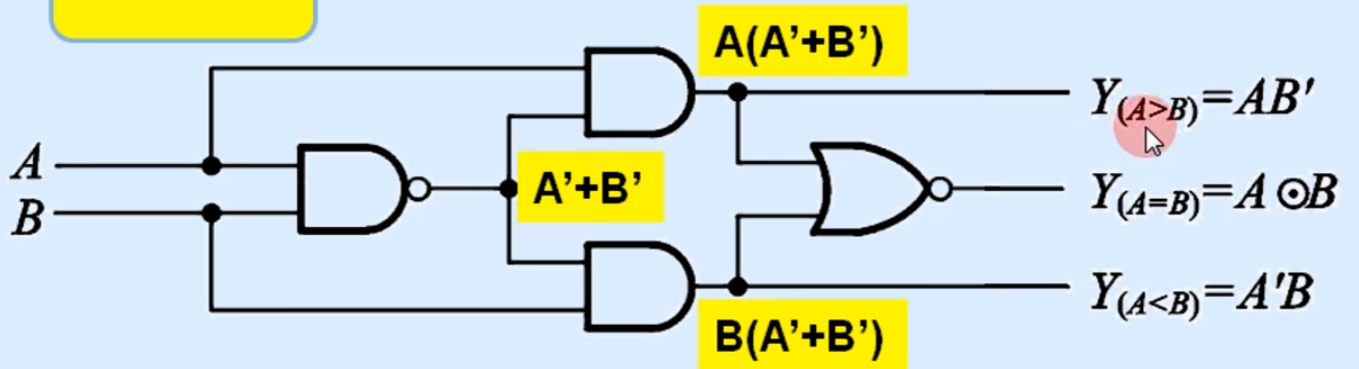 A(A’+B’)
Y(A>B)=AB′
A
A’+B’
B
Y(A=B)=A⊙B
Y(A<B)=A′B
B(A’+B’)